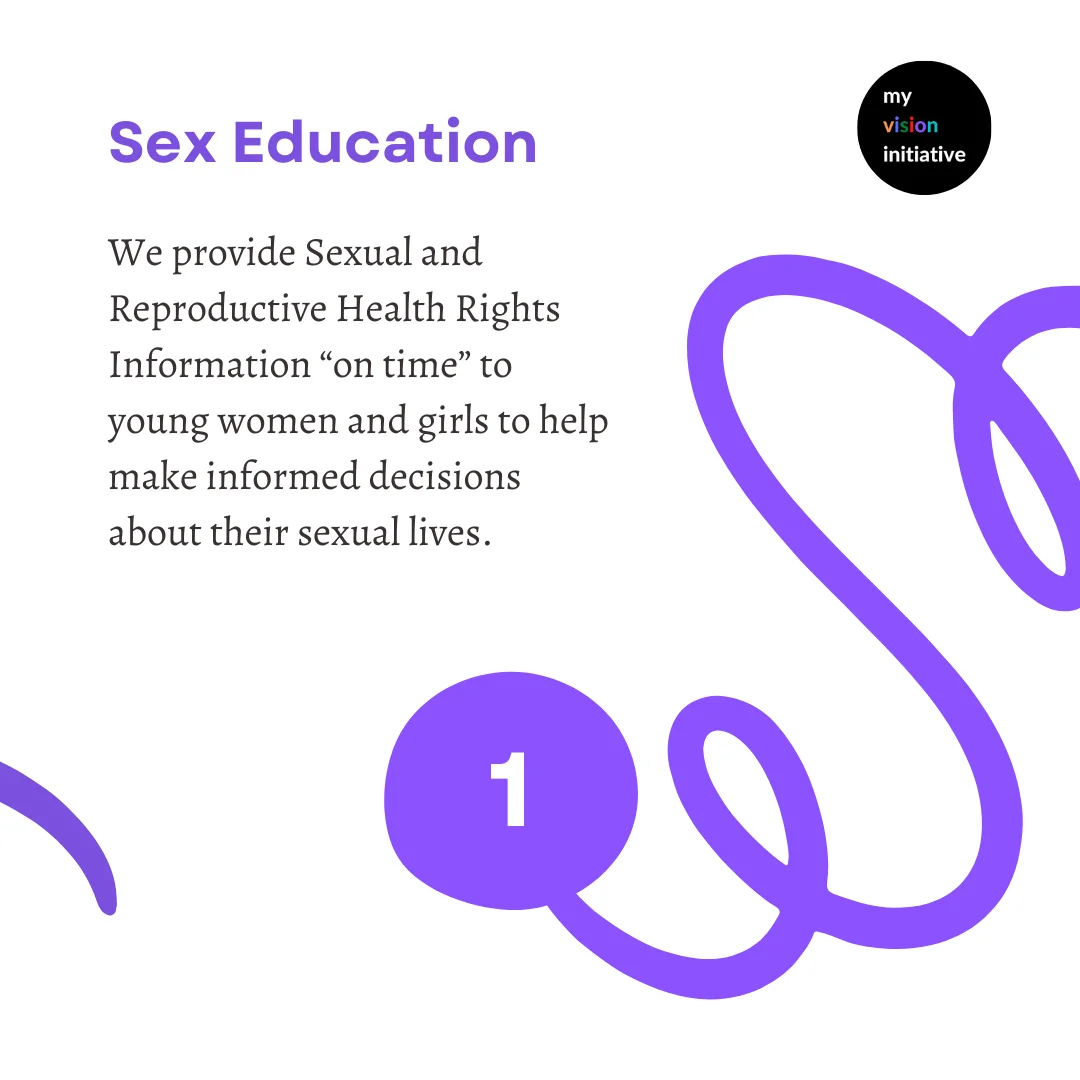 my
vision
initiative
Sex Education
We provide Sexual and
Reproductive Health Rights
Information “on time” to
young women and girls to help
make informed decisions
about their sexual lives.
1